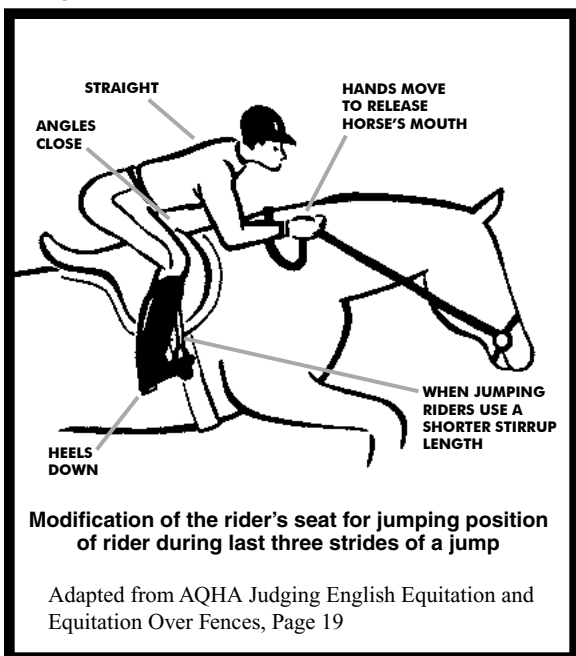 STRAIGHT
ANGLES
CLOSE
HANDS MOVE
TO RELEASE
HORSE'S MOUTH
WHEN JUMPING
RIDERS USE A
SHORTER STIRRUP
LENGTH
HEELS
DOWN
Modification of the rider's seat for jumping position
of rider during last three strides of a jump
Adapted from AQHA Judging English Equitation and
Equitation Over Fences, Page 19